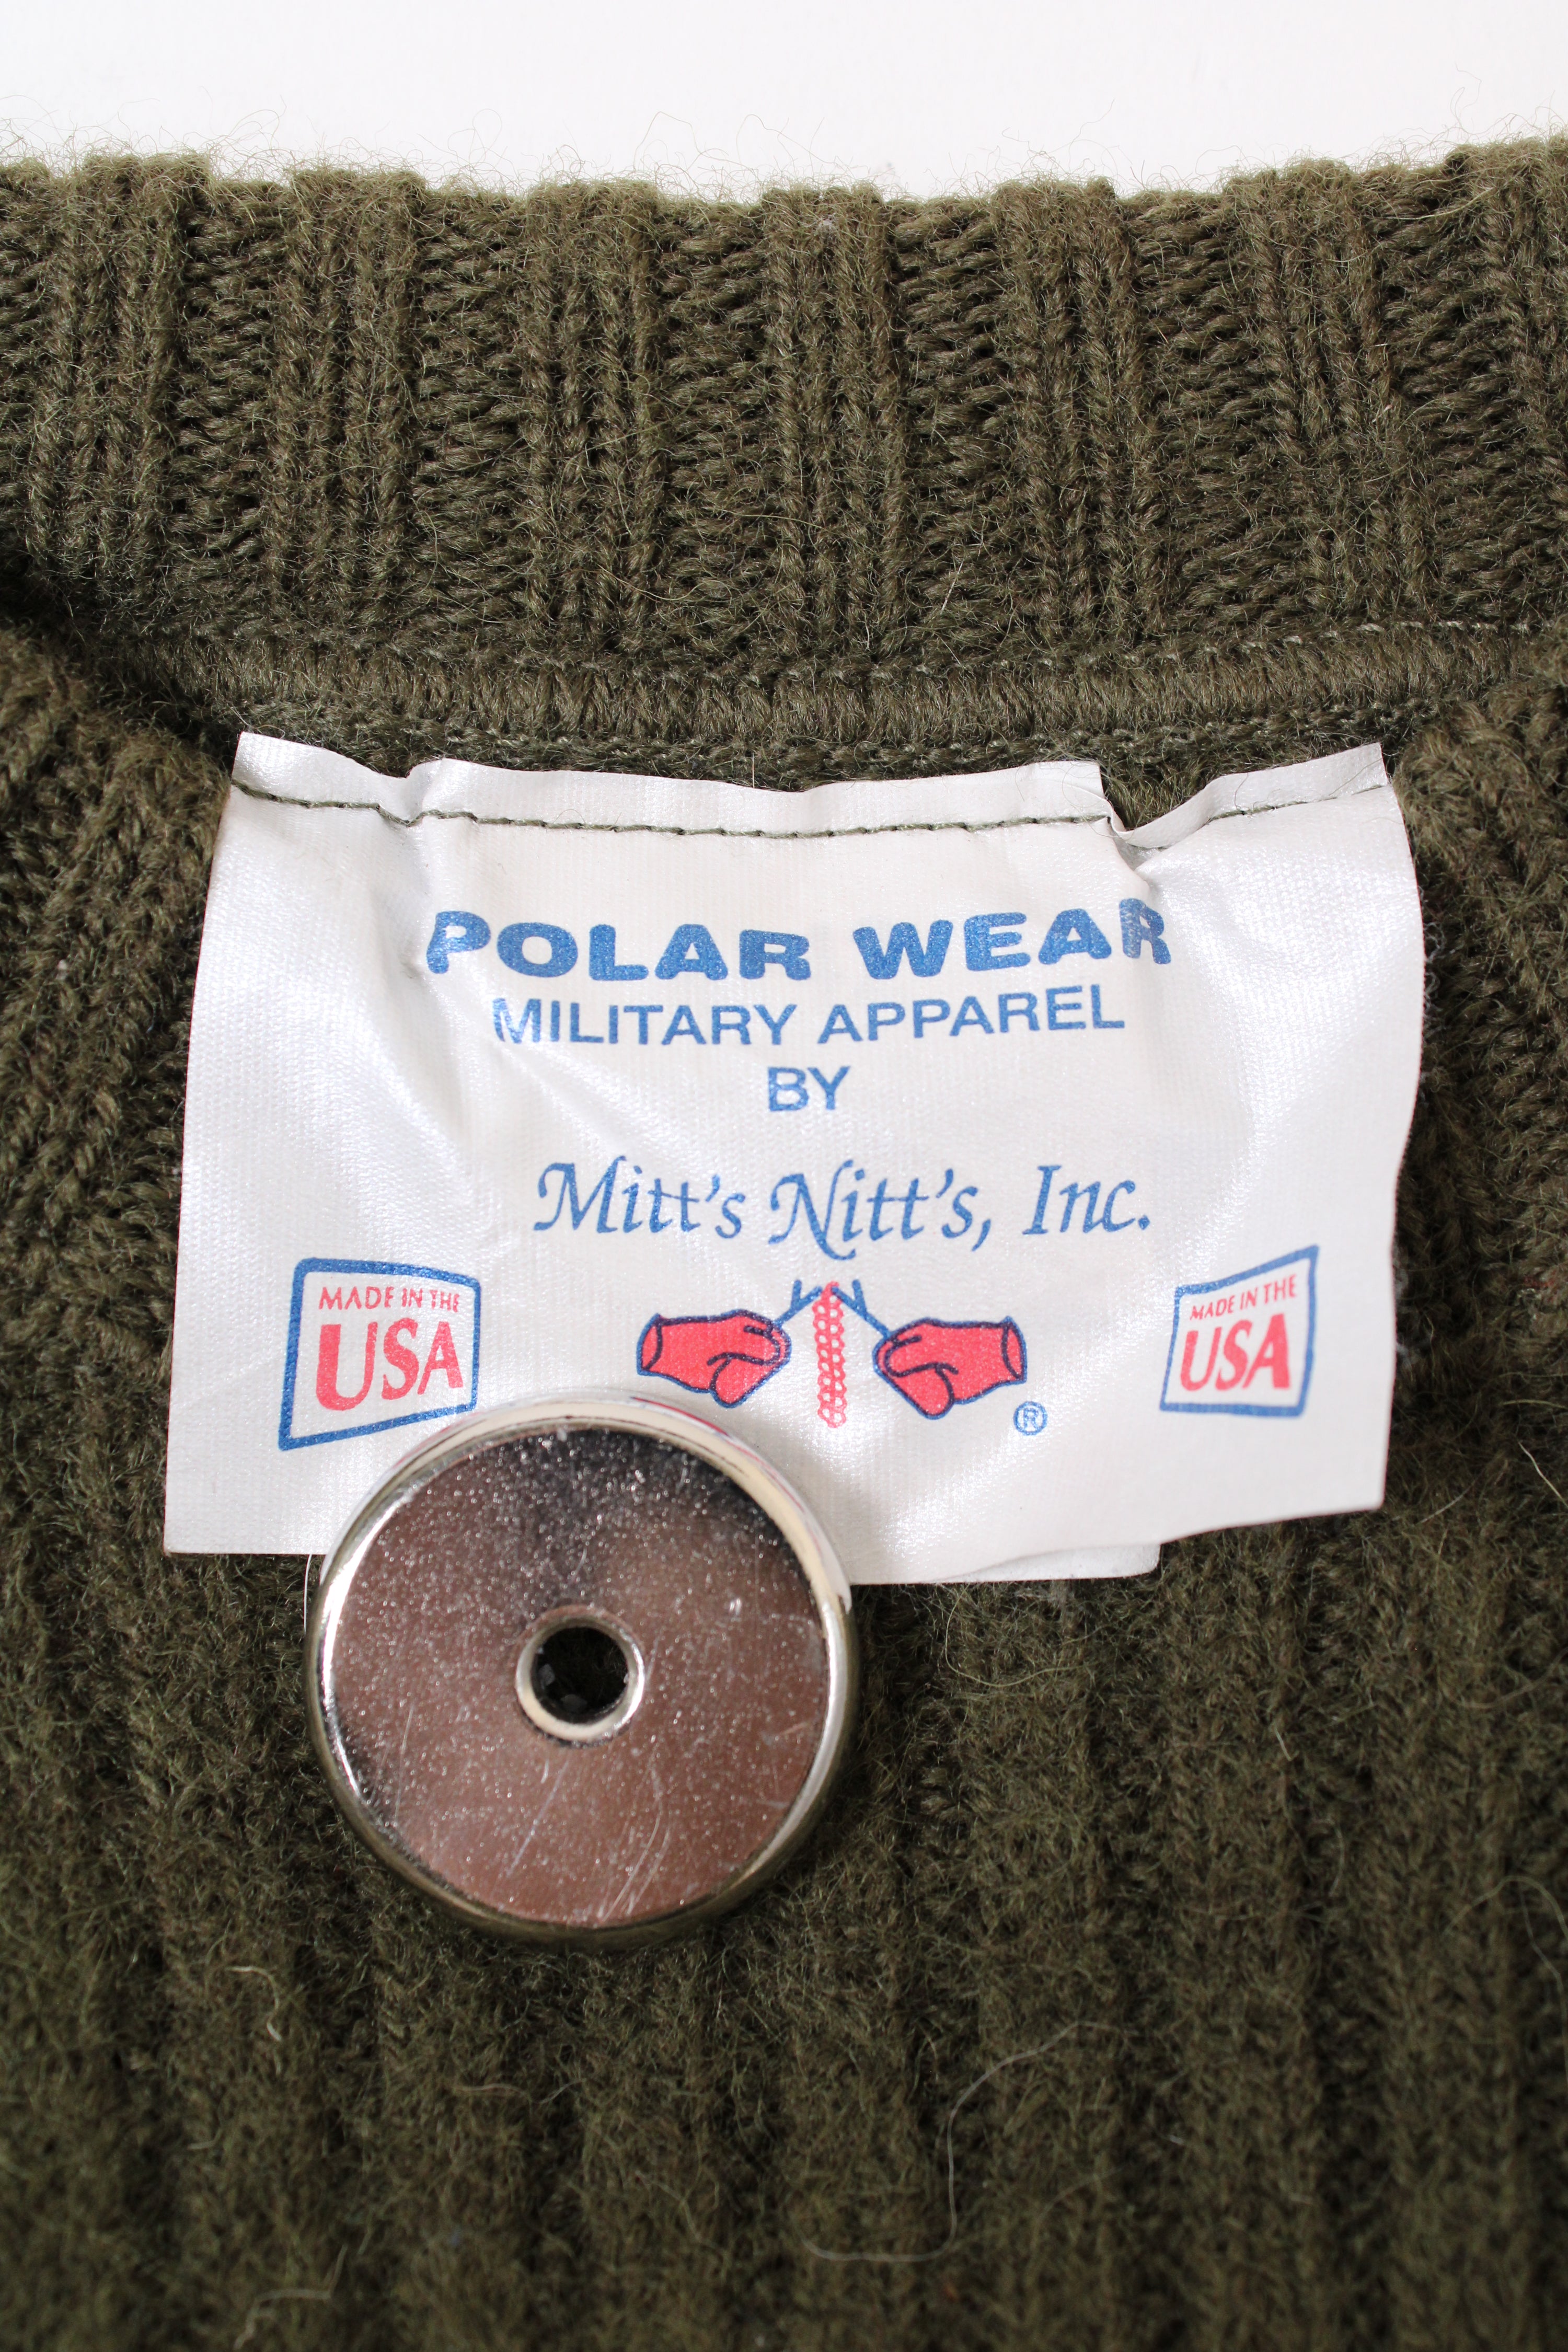 POLAR WEAR
MILITARY APPAREL
BY
Mitt's Nitt's, Inc.
MADE IN THE
USA
®
MADE IN THE
USA